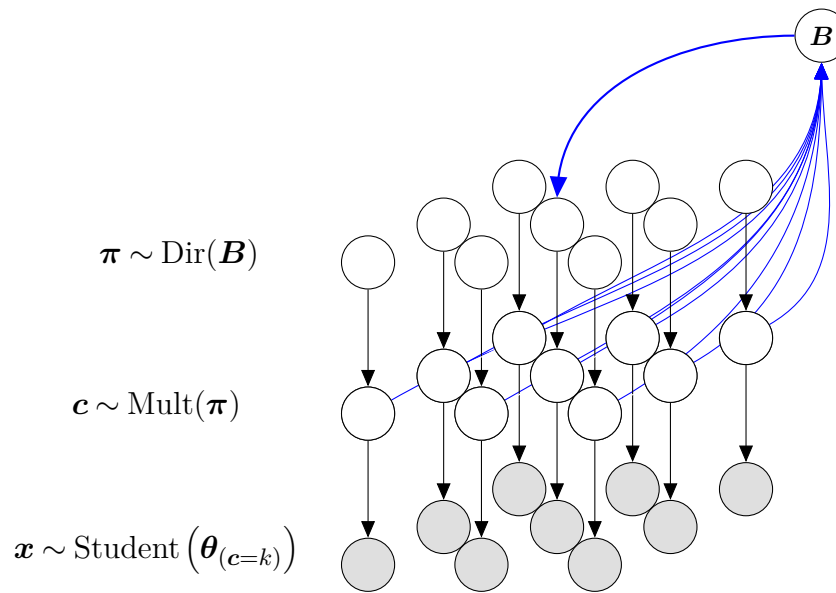 B
π ∼ Dir(B)
c ∼ Mult(π)
x ∼ Student(θ(c=k))